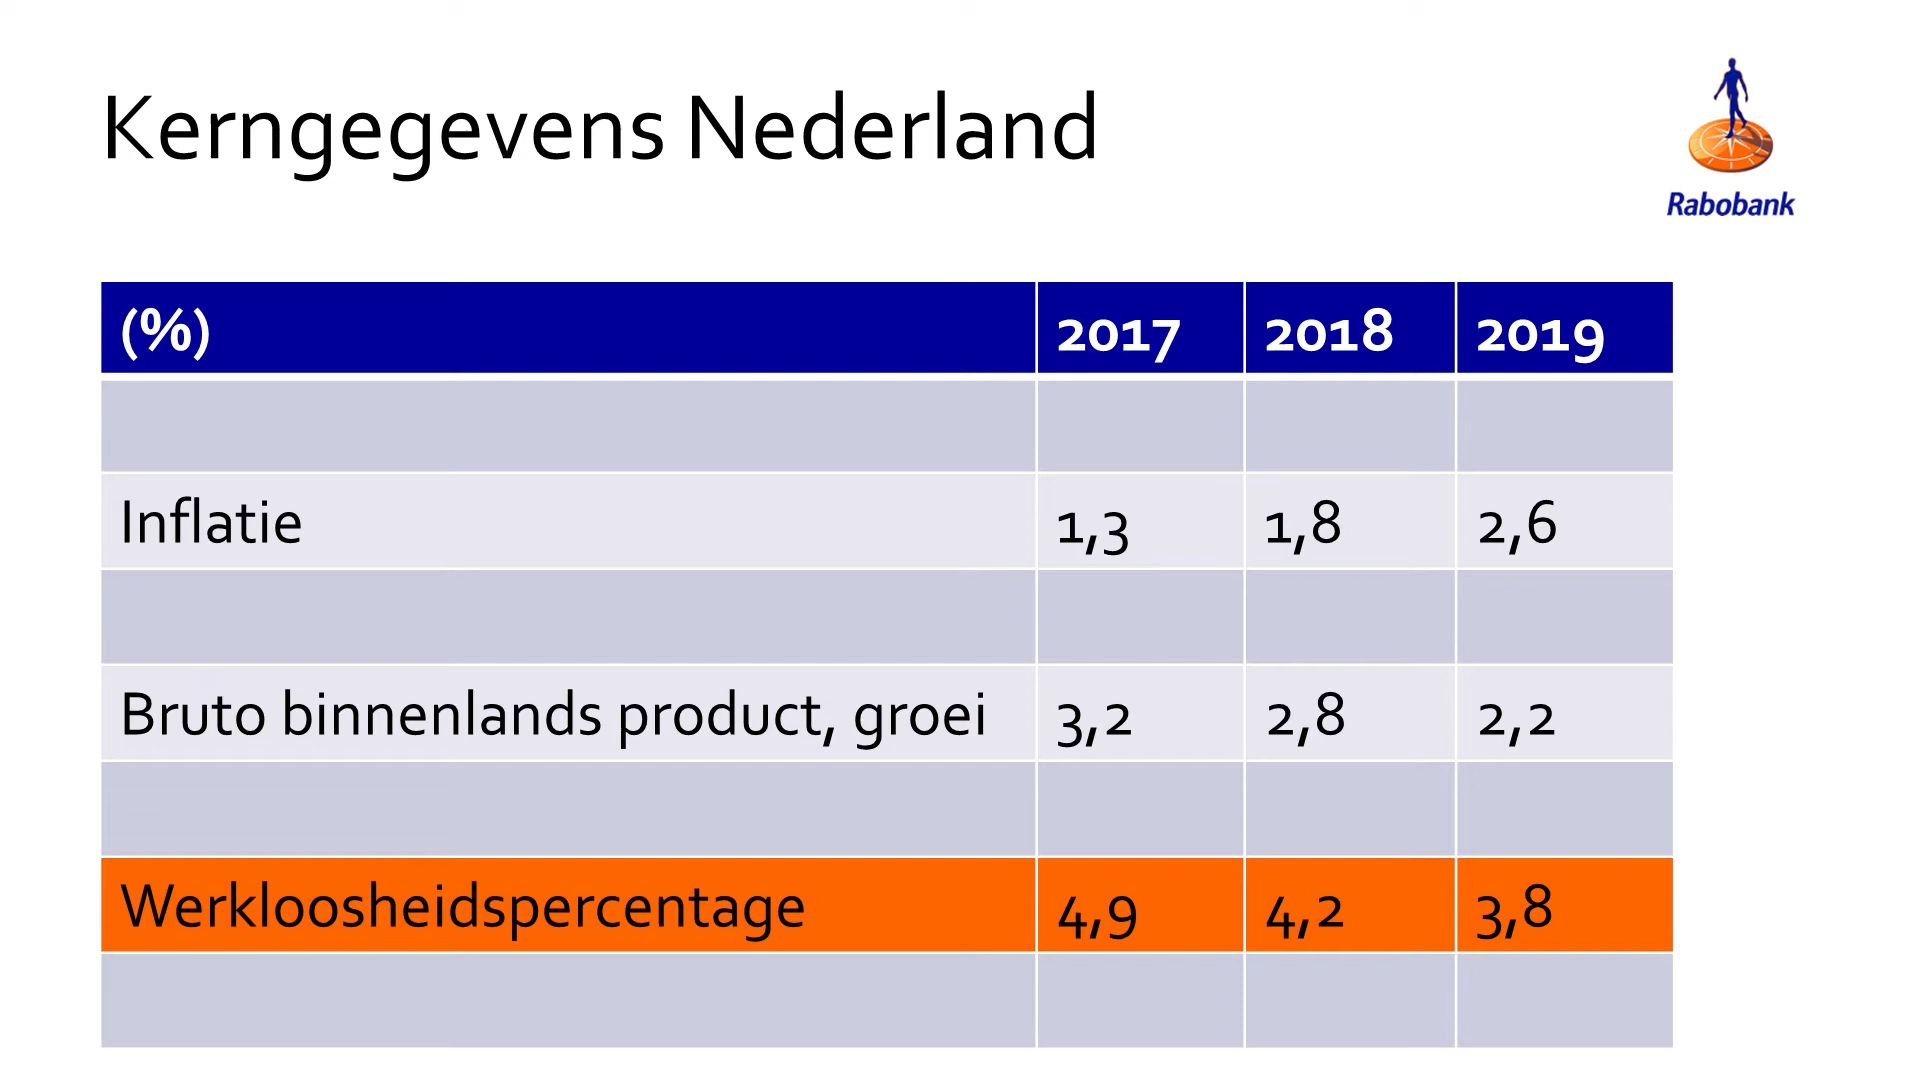 Kerngegevens Nederland
Rabobank
(%) 2017 2018 2019
Inflatie 1,3 1,8 2,6
Bruto binnenlands product, groei 3,2 2,8 2,2
Werkloosheidspercentage 4,9 4,2 3,8